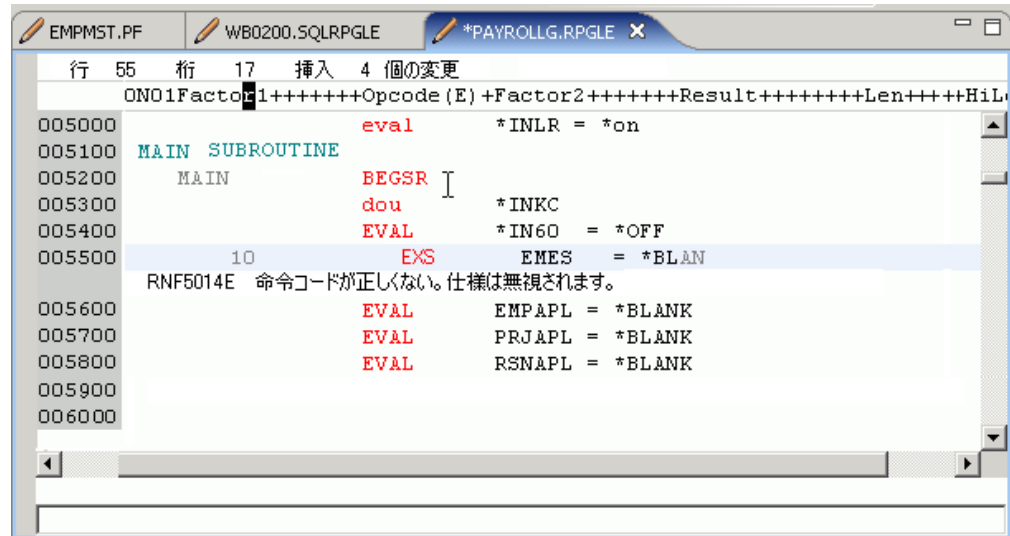 EMPMST.PF WB0200.SQLRPGLE *PAYROLLG.RPGLE
行 55 桁 17 挿入 4 個の変更
0N01Factor1+++++++Opcode(E)+Factor2+++++++Result++++++++Len+++++HiL
005000 eval *INLR = *on
005100 MAIN SUBROUTINE
005200 MAIN BEGSR
005300 dou *INKC
005400 EVAL *IN60 = *OFF
005500 10 EXS EMES = *BLAN
RNF5014E 命令コードが正しくない。仕様は無視されます。
005600 EVAL EMPAPL = *BLANK
005700 EVAL PRJAPL = *BLANK
005800 EVAL RSNAPL = *BLANK
005900
006000